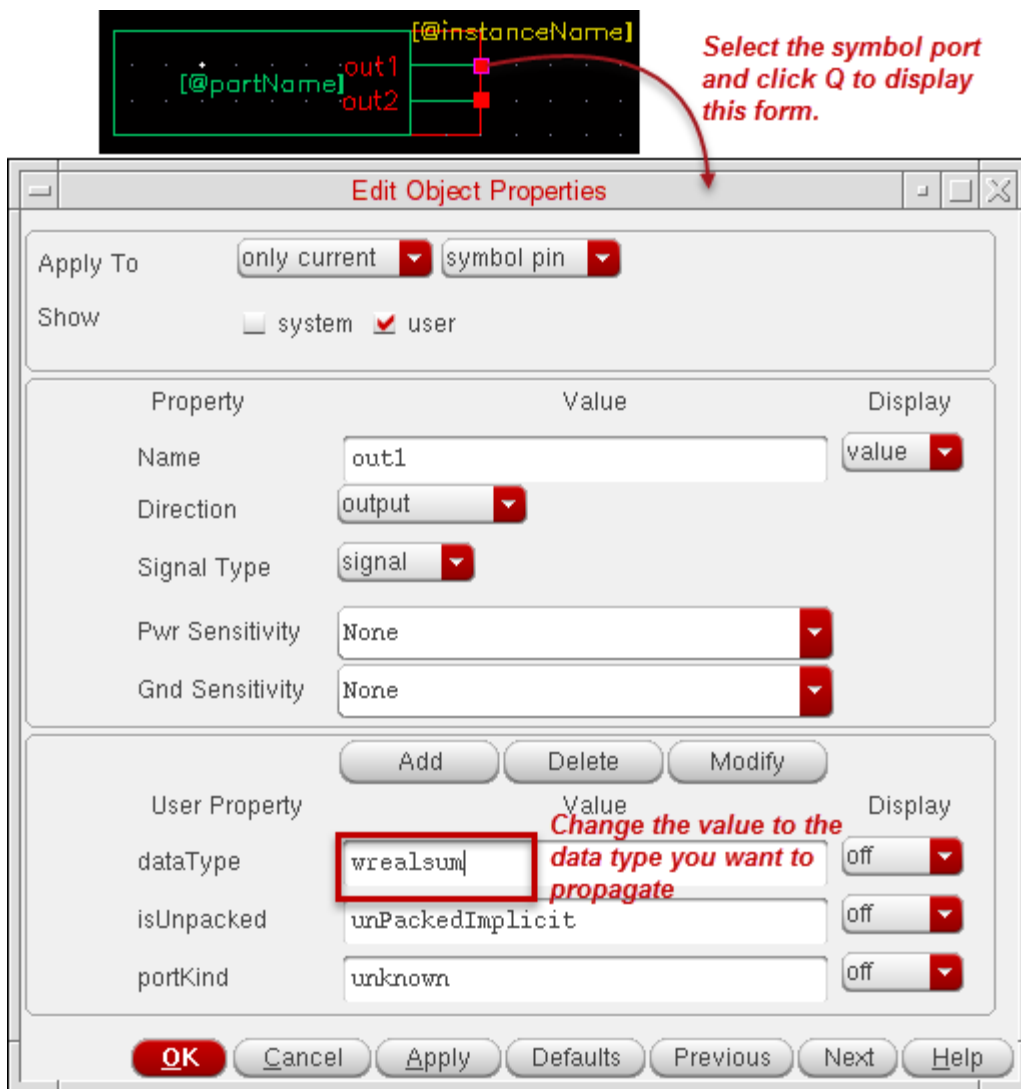 [@instanceName]
out1
[@partName]
out2
Select the symbol port
and click Q to display
this form.
Edit Object Properties
Apply To only current symbol pin
Show system user
Property Value Display
Name out1 value
Direction output
Signal Type signal
Pwr Sensitivity None
Gnd Sensitivity None
Add Delete Modify
User Property Value Display
Change the value to the
data type you want to
propagate
dataType wrealsum off
isUnpacked unPackedImplicit off
portKind unknown off
OK Cancel Apply Defaults Previous Next Help